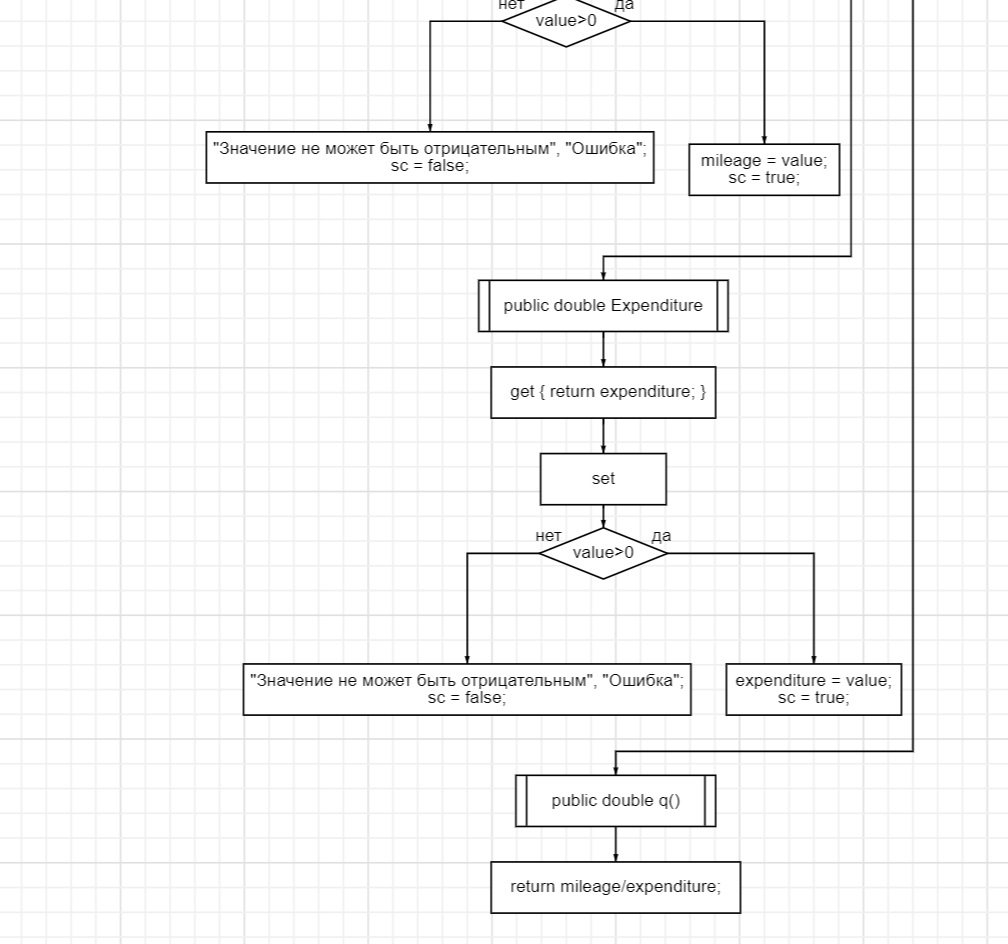 нет
да
value>0
"Значение не может быть отрицательным", "Ошибка";
sc = false;
mileage = value;
sc = true;
public double Expenditure
get { return expenditure; }
set
нет
да
value>0
"Значение не может быть отрицательным", "Ошибка";
sc = false;
expenditure = value;
sc = true;
public double q()
return mileage/expenditure;